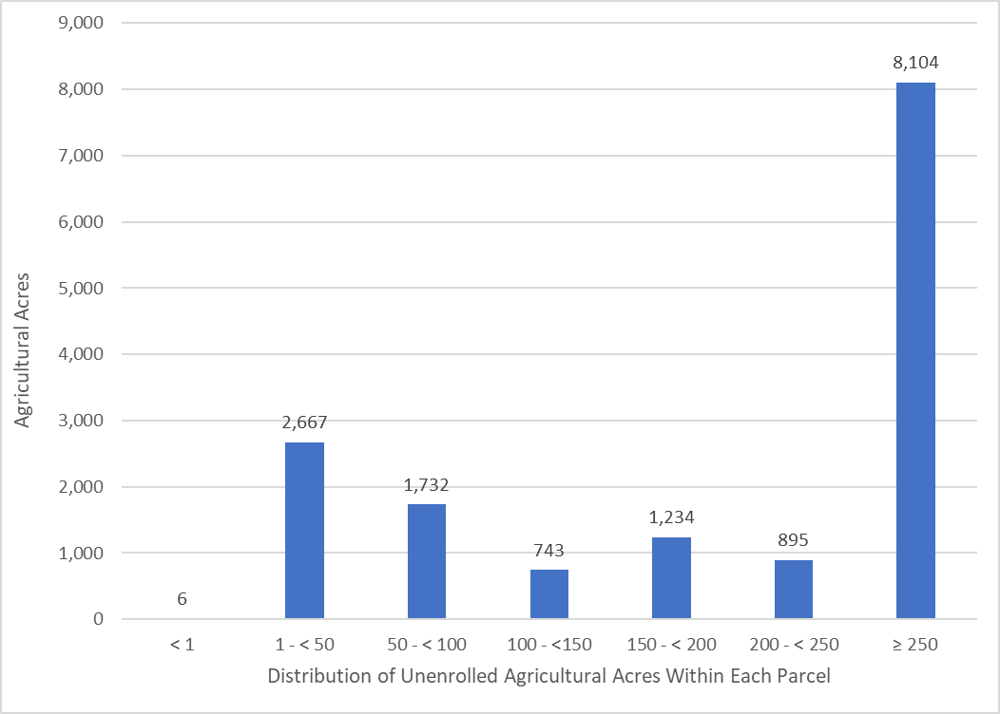 9,000
8,000
7,000
6,000
5,000
4,000
3,000
2,000
1,000
0
Agricultural Acres
6
2,667
1,732
743
1,234
895
8,104
< 1
1 - < 50
50 - < 100
100 - <150
150 - < 200
200 - < 250
≥ 250
Distribution of Unenrolled Agricultural Acres Within Each Parcel